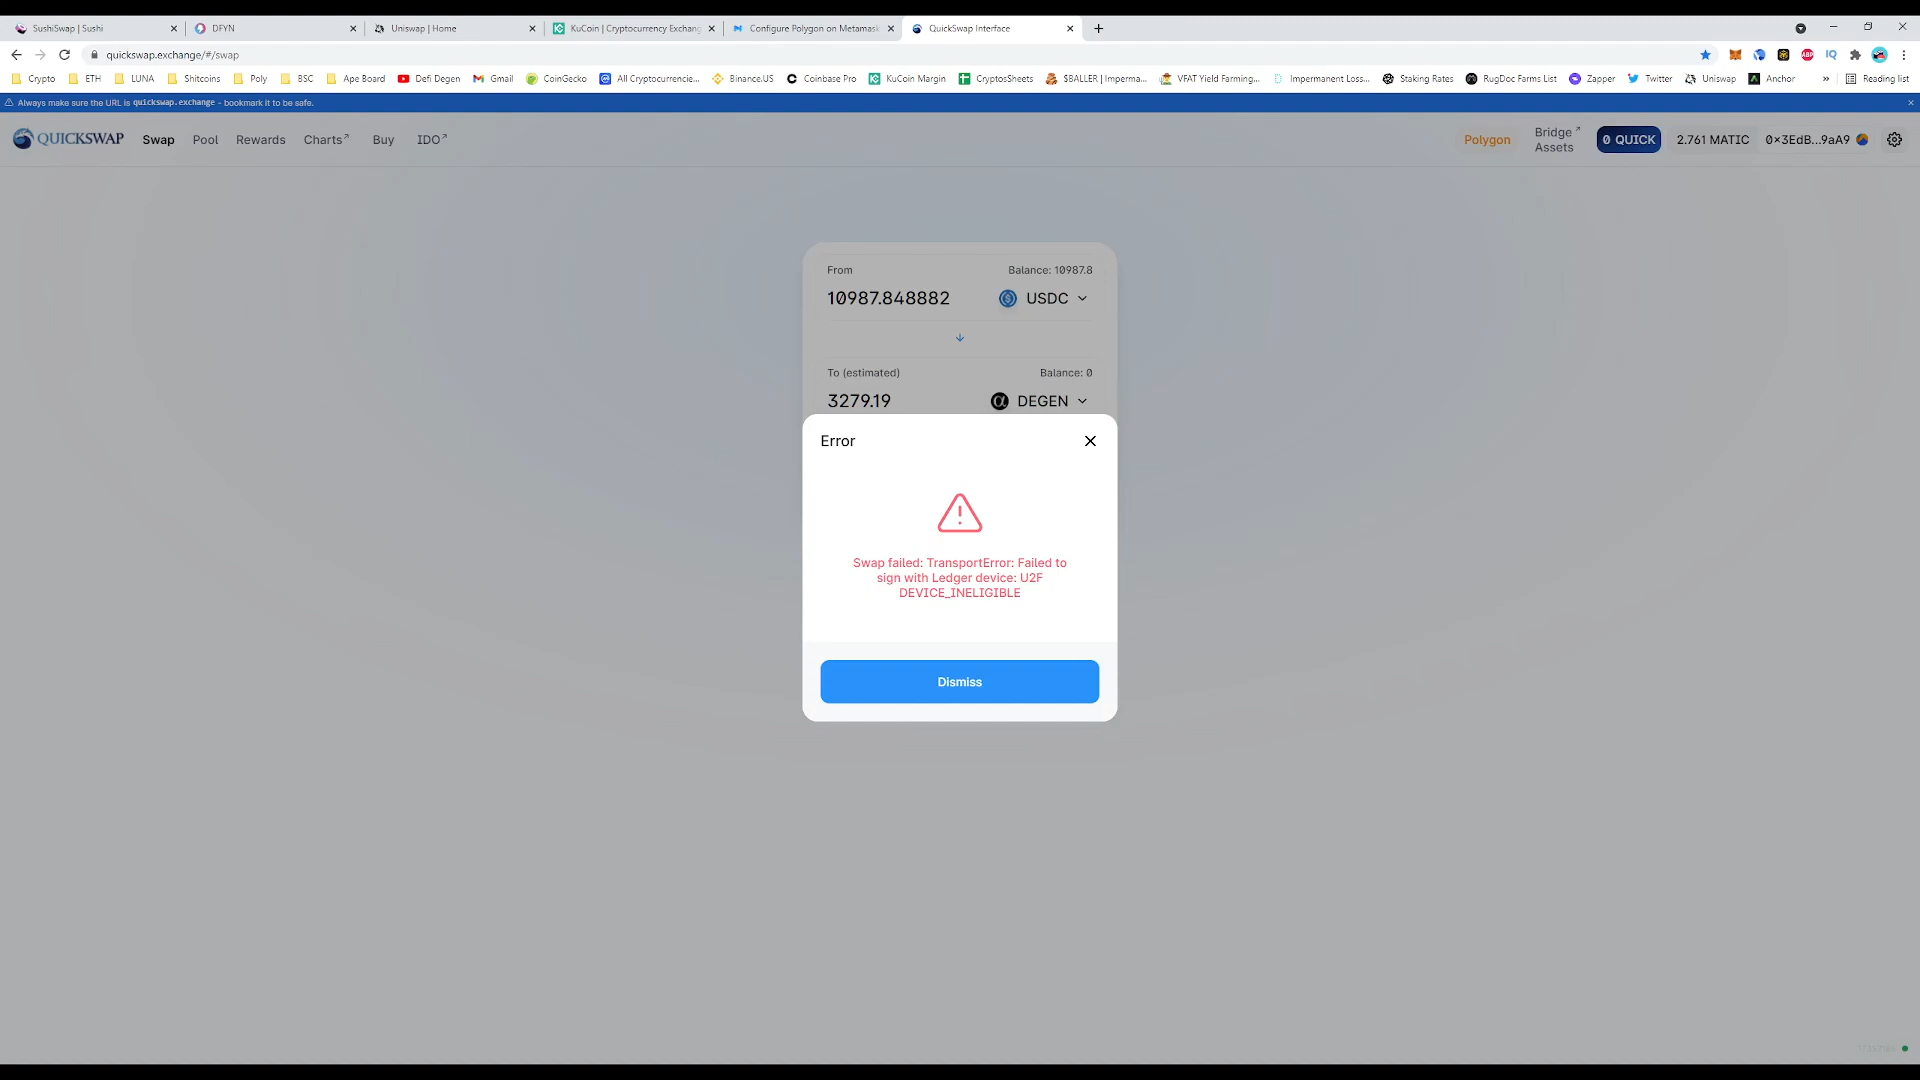 SushiSwap | Sushi
DFYN
Uniswap | Home
KuCoin | Cryptocurrency Exchang
Configure Polygon on Metamask
QuickSwap Interface
quickswap.exchange/#/swap
Crypto
ETH
LUNA
Shitcoins
Poly
BSC
Ape Board
Defi Degen
Gmail
CoinGecko
All Cryptocurrencie...
Binance.US
Coinbase Pro
KuCoin Margin
CryptosSheets
$BALLER | Imperma...
VFAT Yield Farming...
Impermanent Loss...
Staking Rates
RugDoc Farms List
Zapper
Twitter
Uniswap
Anchor
»
Reading list
Always make sure the URL is quickswap.exchange - bookmark it to be safe.
QUICKSWAP
Swap
Pool
Rewards
Charts↗
Buy
IDO↗
Polygon
Bridge↗
Assets
0 QUICK
2.761 MATIC
0x3EdB...9aA9
From
Balance: 10987.8
10987.848882
USDC
To (estimated)
Balance: 0
3279.19
DEGEN
Error
Swap failed: TransportError: Failed to
sign with Ledger device: U2F
DEVICE_INELIGIBLE
Dismiss